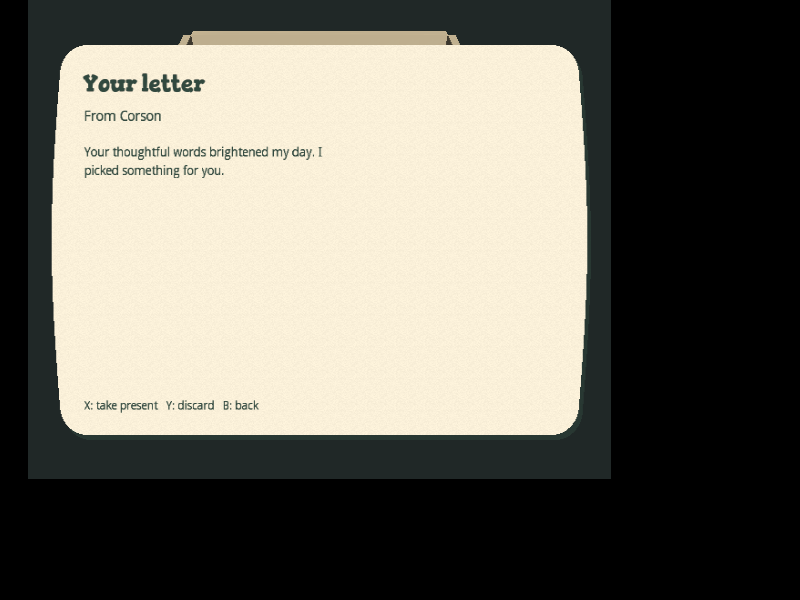 Your letter
From Corson
Your thoughtful words brightened my day. I
picked something for you.
X: take present  Y: discard  B: back